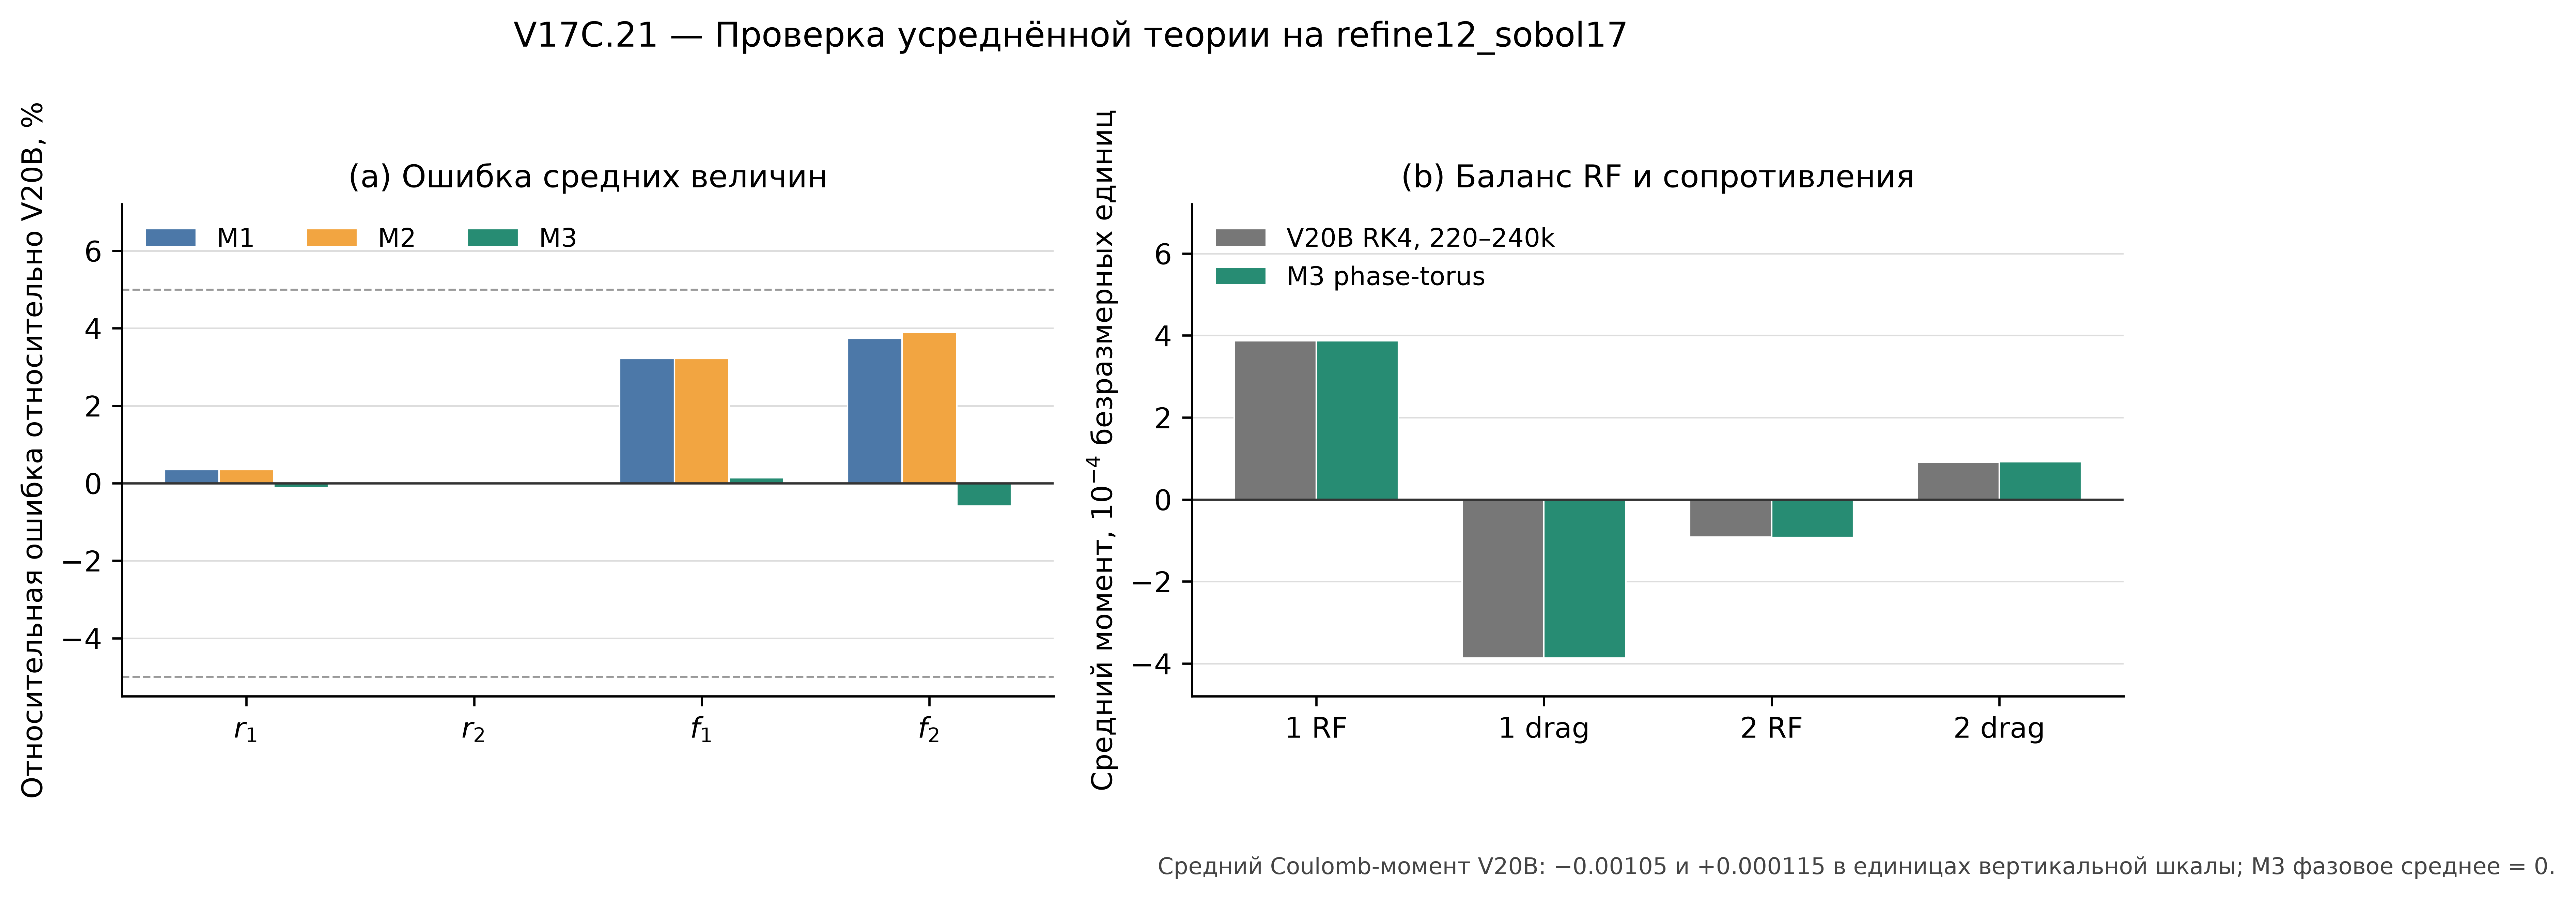 V17C.21 — Проверка усреднённой теории на refine12_sobol17
(a) Ошибка средних величин
Относительная ошибка относительно V20B, %
M1 M2 M3
6
4
2
0
−2
−4
r₁ r₂ f₁ f₂
(b) Баланс RF и сопротивления
Средний момент, 10⁻⁴ безразмерных единиц
V20B RK4, 220–240k
M3 phase-torus
6
4
2
0
−2
−4
1 RF 1 drag 2 RF 2 drag
Средний Coulomb-момент V20B: −0.00105 и +0.000115 в единицах вертикальной шкалы; M3 фазовое среднее = 0.